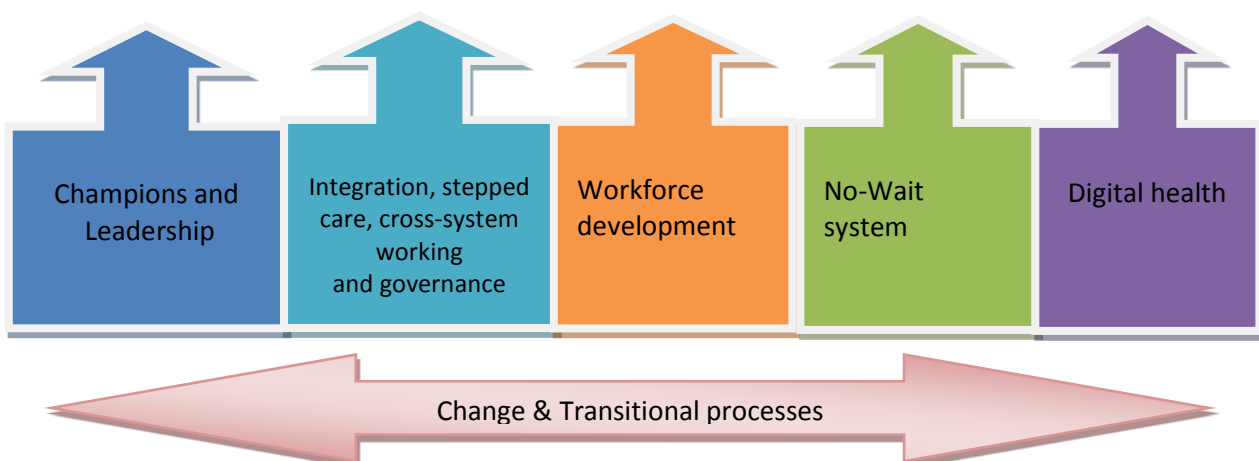 Champions and
Leadership
Integration, stepped
care, cross-system
working
and governance
Workforce
development
No-Wait
system
Digital health
Change & Transitional processes